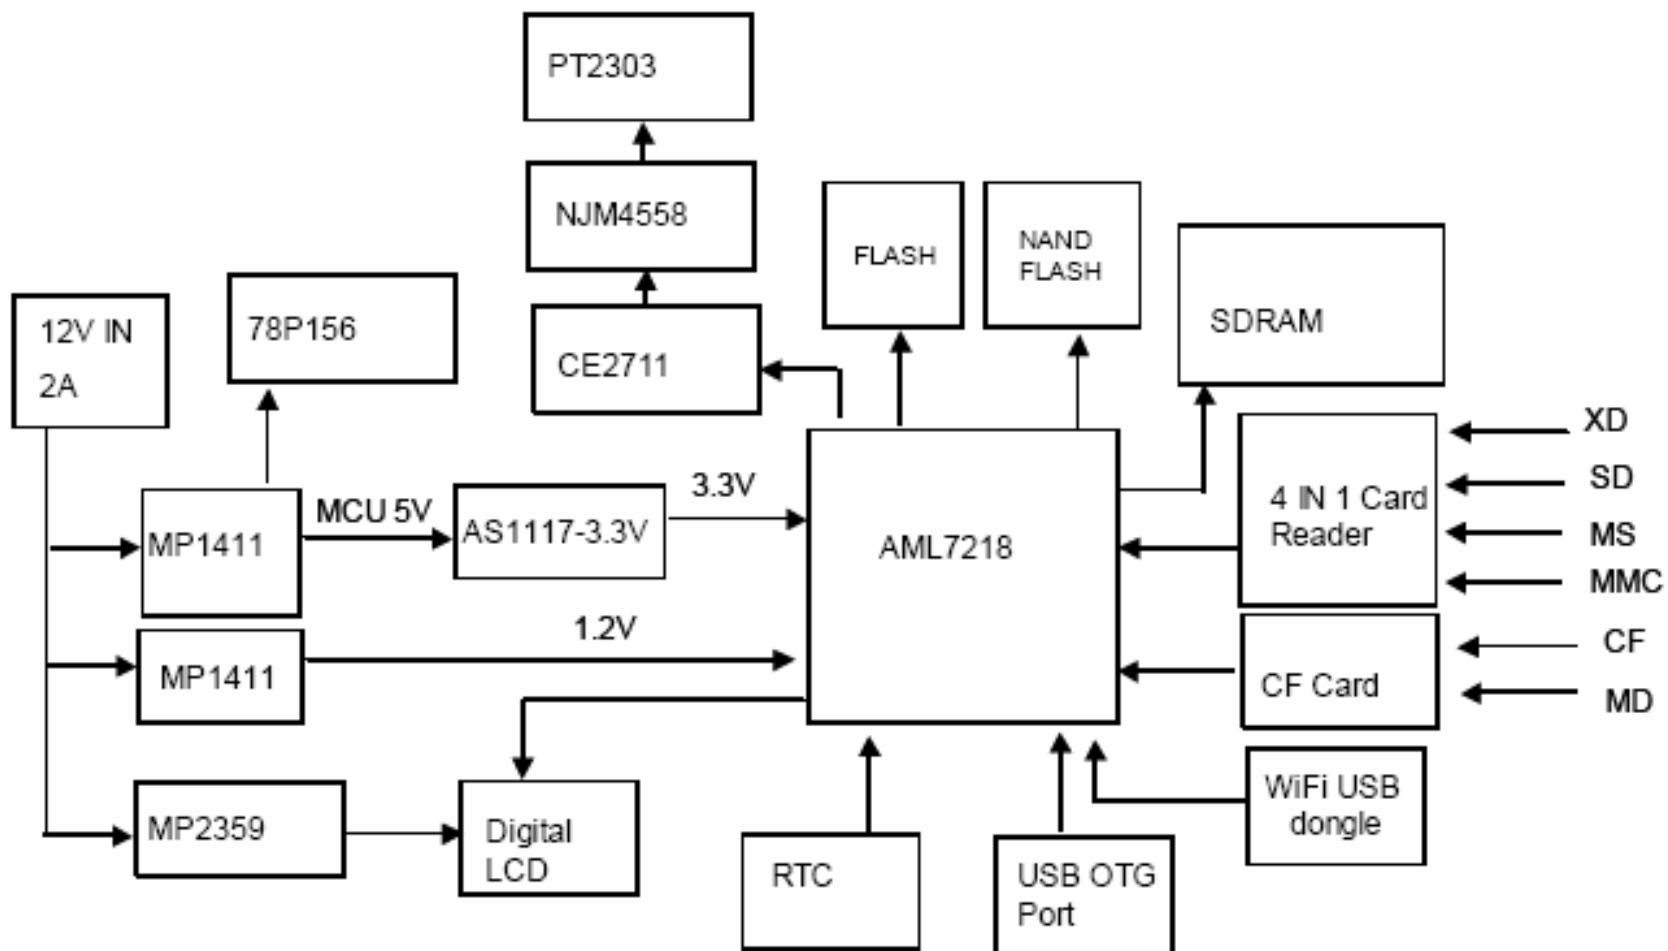 PT2303
NJM4558
FLASH
NAND
FLASH
SDRAM
12V IN
2A
78P156
CE2711
XD
SD
MS
MMC
4 IN 1 Card
Reader
MP1411
MCU 5V
AS1117-3.3V
3.3V
AML7218
MP1411
1.2V
CF Card
CF
MD
MP2359
Digital
LCD
RTC
USB OTG
Port
WiFi USB
dongle